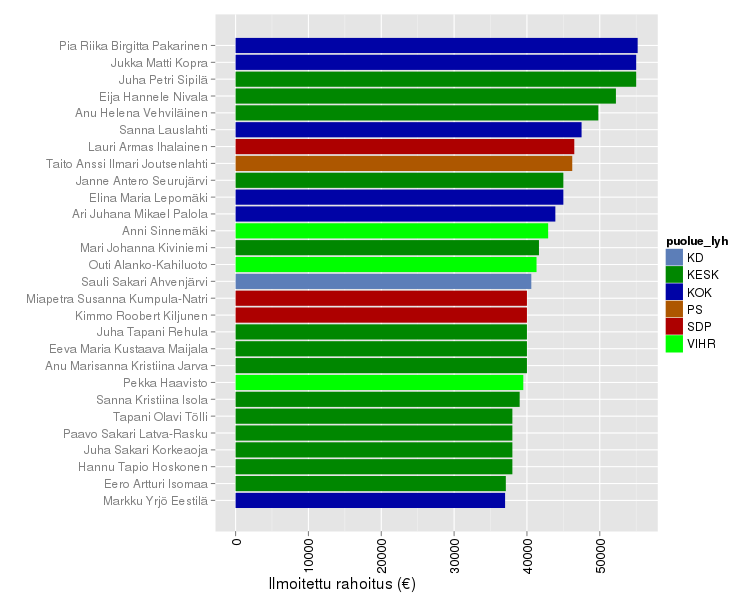 Pia Riika Birgitta Pakarinen
Jukka Matti Kopra
Juha Petri Sipilä
Eija Hannele Nivala
Anu Helena Vehviläinen
Sanna Lauslahti
Lauri Armas Ihalainen
Taito Anssi Ilmari Joutsenlahti
Janne Antero Seurujärvi
Elina Maria Lepomäki
Ari Juhana Mikael Palola
Anni Sinnemäki
Mari Johanna Kiviniemi
Outi Alanko-Kahiluoto
Sauli Sakari Ahvenjärvi
Miapetra Susanna Kumpula-Natri
Kimmo Roobert Kiljunen
Juha Tapani Rehula
Eeva Maria Kustaava Maijala
Anu Marisanna Kristiina Jarva
Pekka Haavisto
Sanna Kristiina Isola
Tapani Olavi Tölli
Paavo Sakari Latva-Rasku
Juha Sakari Korkeaoja
Hannu Tapio Hoskonen
Eero Artturi Isomaa
Markku Yrjö Eestilä
0
10000
20000
30000
40000
50000
Ilmoitettu rahoitus (€)
puolue_lyh
KD
KESK
KOK
PS
SDP
VIHR